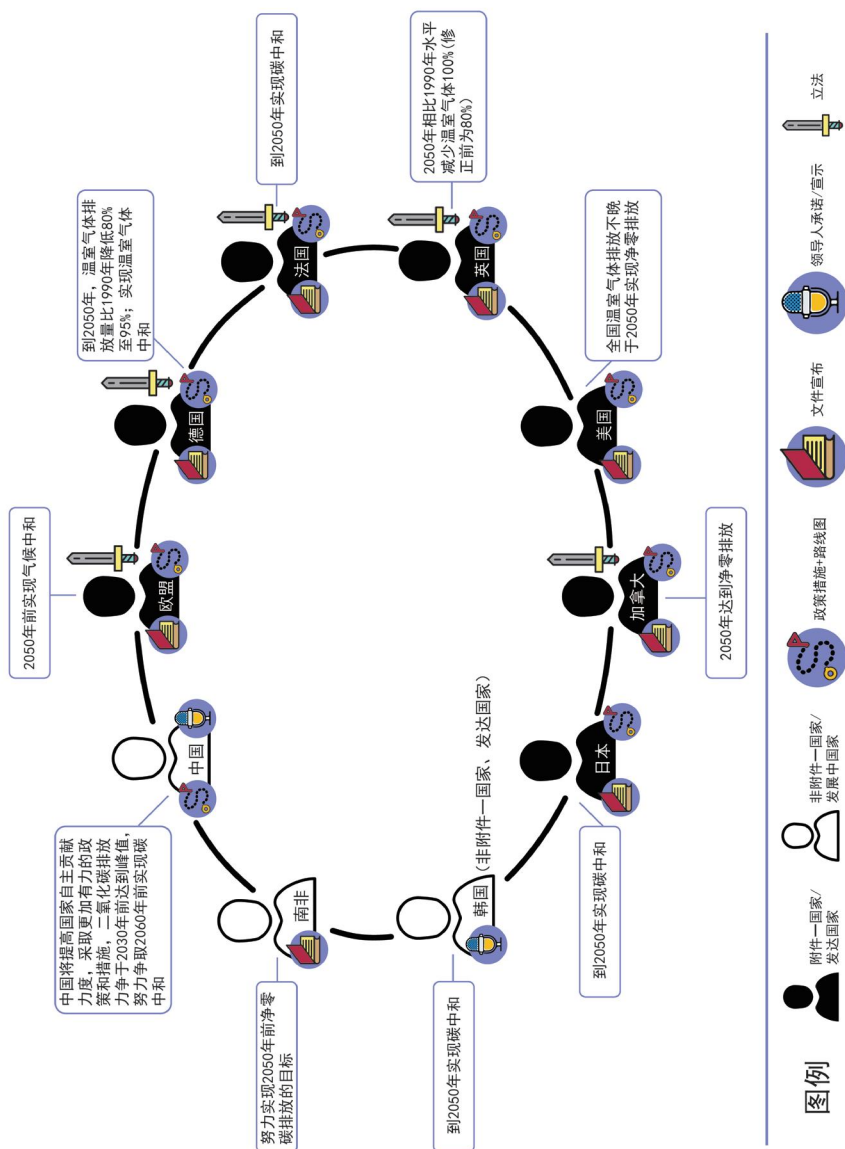 中国将提高国家自主贡献
力度，采取更加有力的政
策和措施，二氧化碳排放
力争于2030年前达到峰值，
努力争取2060年前实现碳
中和
2050年前实现气候中和
到2050年，温室气体排
放量比1990年降低80%
至95%；实现温室气体
中和
到2050年实现碳中和
中国
欧盟
德国
法国
努力实现2050年前净零
碳排放的目标
南非
英国
2050年相比1990年水平
减少温室气体100%(修
正前为80%)
到2050年实现碳中和
韩国
(非附件一国家、发达国家)
日本
加拿大
美国
到2050年实现碳中和
2050年达到净零排放
全国温室气体排放不晚
于2050年实现净零排放
图例
附件一国家/
发达国家
非附件一国家/
发展中国家
政策措施+路线图
文件宣布
领导人承诺/宣示
立法